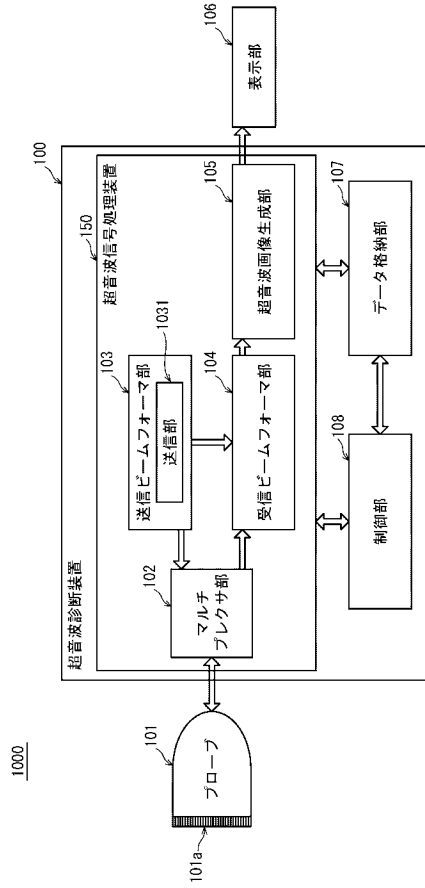 1000
100
超音波診断装置
150
超音波信号処理装置
101
プローブ
101a
102
マルチ
プレクサ部
103
送信ビームフォーマ部
1031
送信部
104
受信ビームフォーマ部
105
超音波画像生成部
106
表示部
108
制御部
107
データ格納部